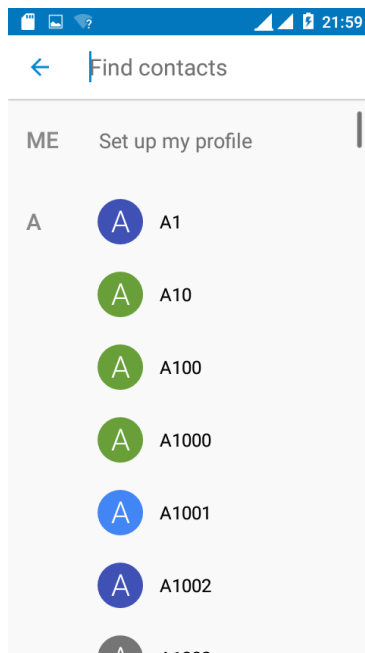 21:59
Find contacts
ME Set up my profile
A A A1
A A10
A A100
A A1000
A A1001
A A1002